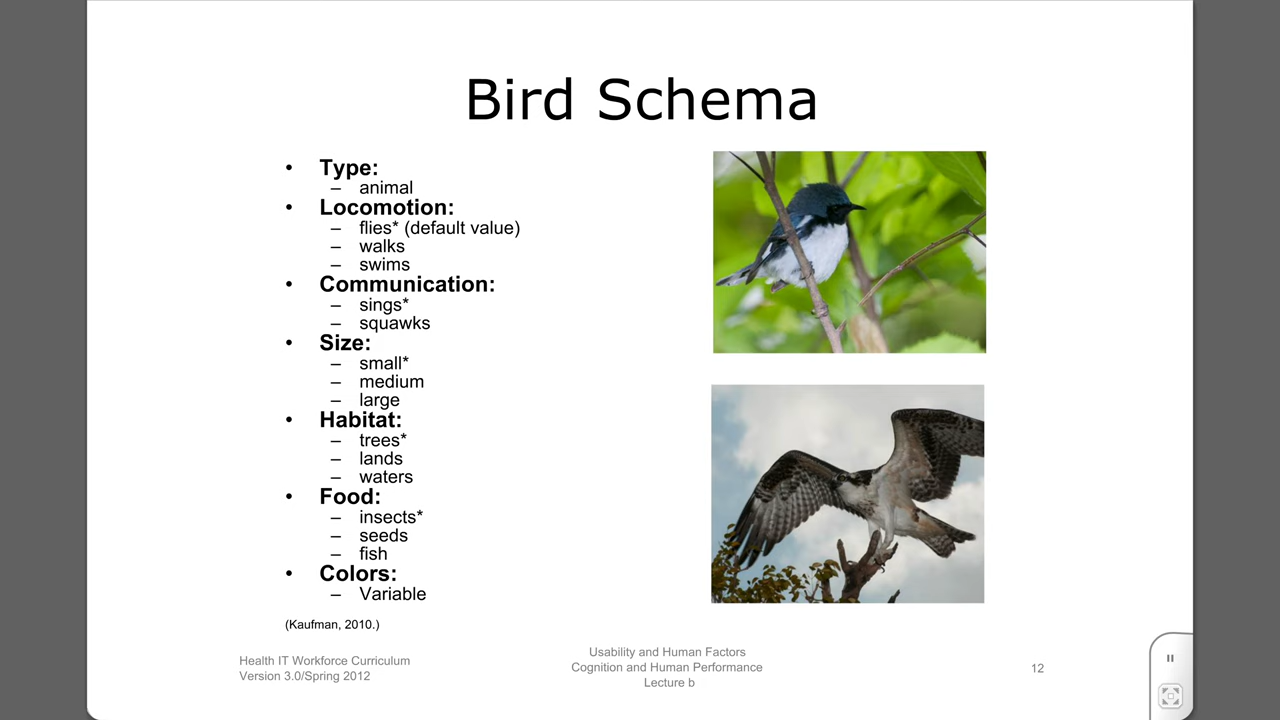 Bird Schema
• Type:
– animal
• Locomotion:
– flies* (default value)
– walks
– swims
• Communication:
– sings*
– squawks
• Size:
– small*
– medium
– large
• Habitat:
– trees*
– lands
– waters
• Food:
– insects*
– seeds
– fish
• Colors:
– Variable
(Kaufman, 2010.)
Health IT Workforce Curriculum
Version 3.0/Spring 2012
Usability and Human Factors
Cognition and Human Performance
Lecture b
12